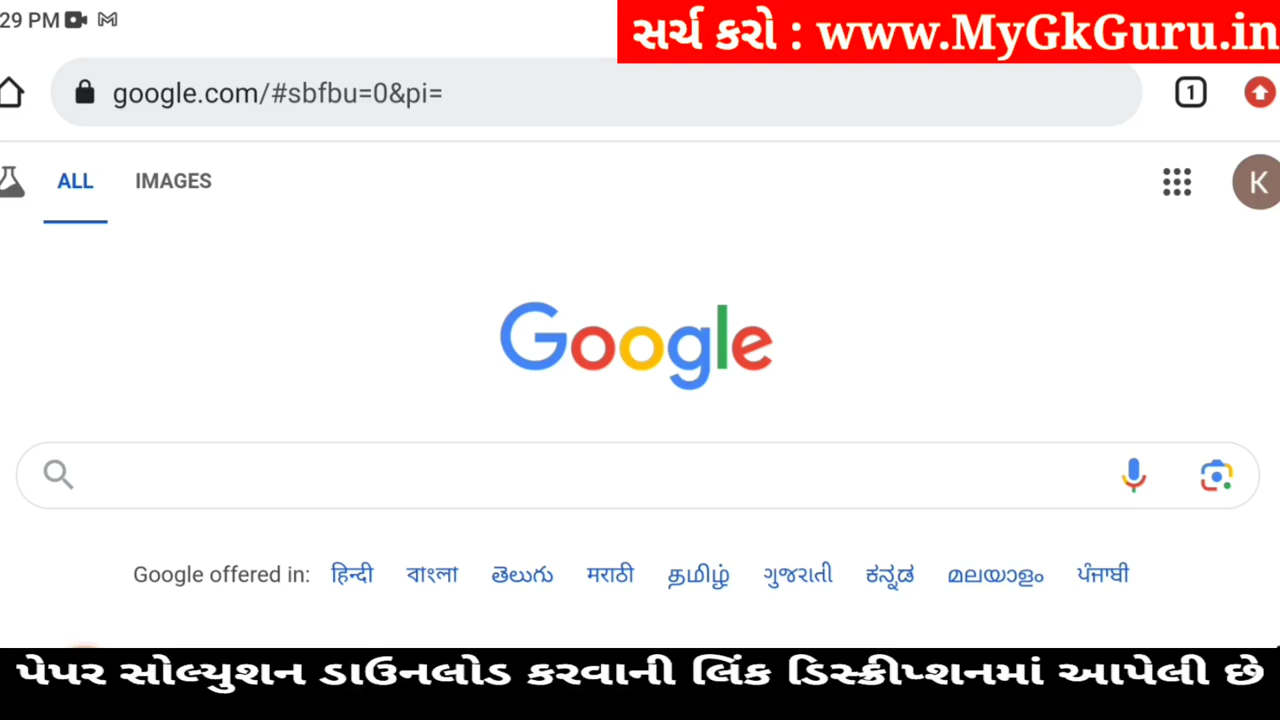 29 PM
સર્ચ કરો : www.MyGkGuru.in
google.com/#sbfbu=0&pi=
1
ALL IMAGES
K
Google
Google offered in: हिन्दी বাংলা తెలుగు मराठी தமிழ் ગુજરાતી ಕನ್ನಡ മലയാളം ਪੰਜਾਬੀ
પેપર સોલ્યુશન ડાઉનલોડ કરવાની લિંક ડિસ્ક્રીપ્શનમાં આપેલી છે